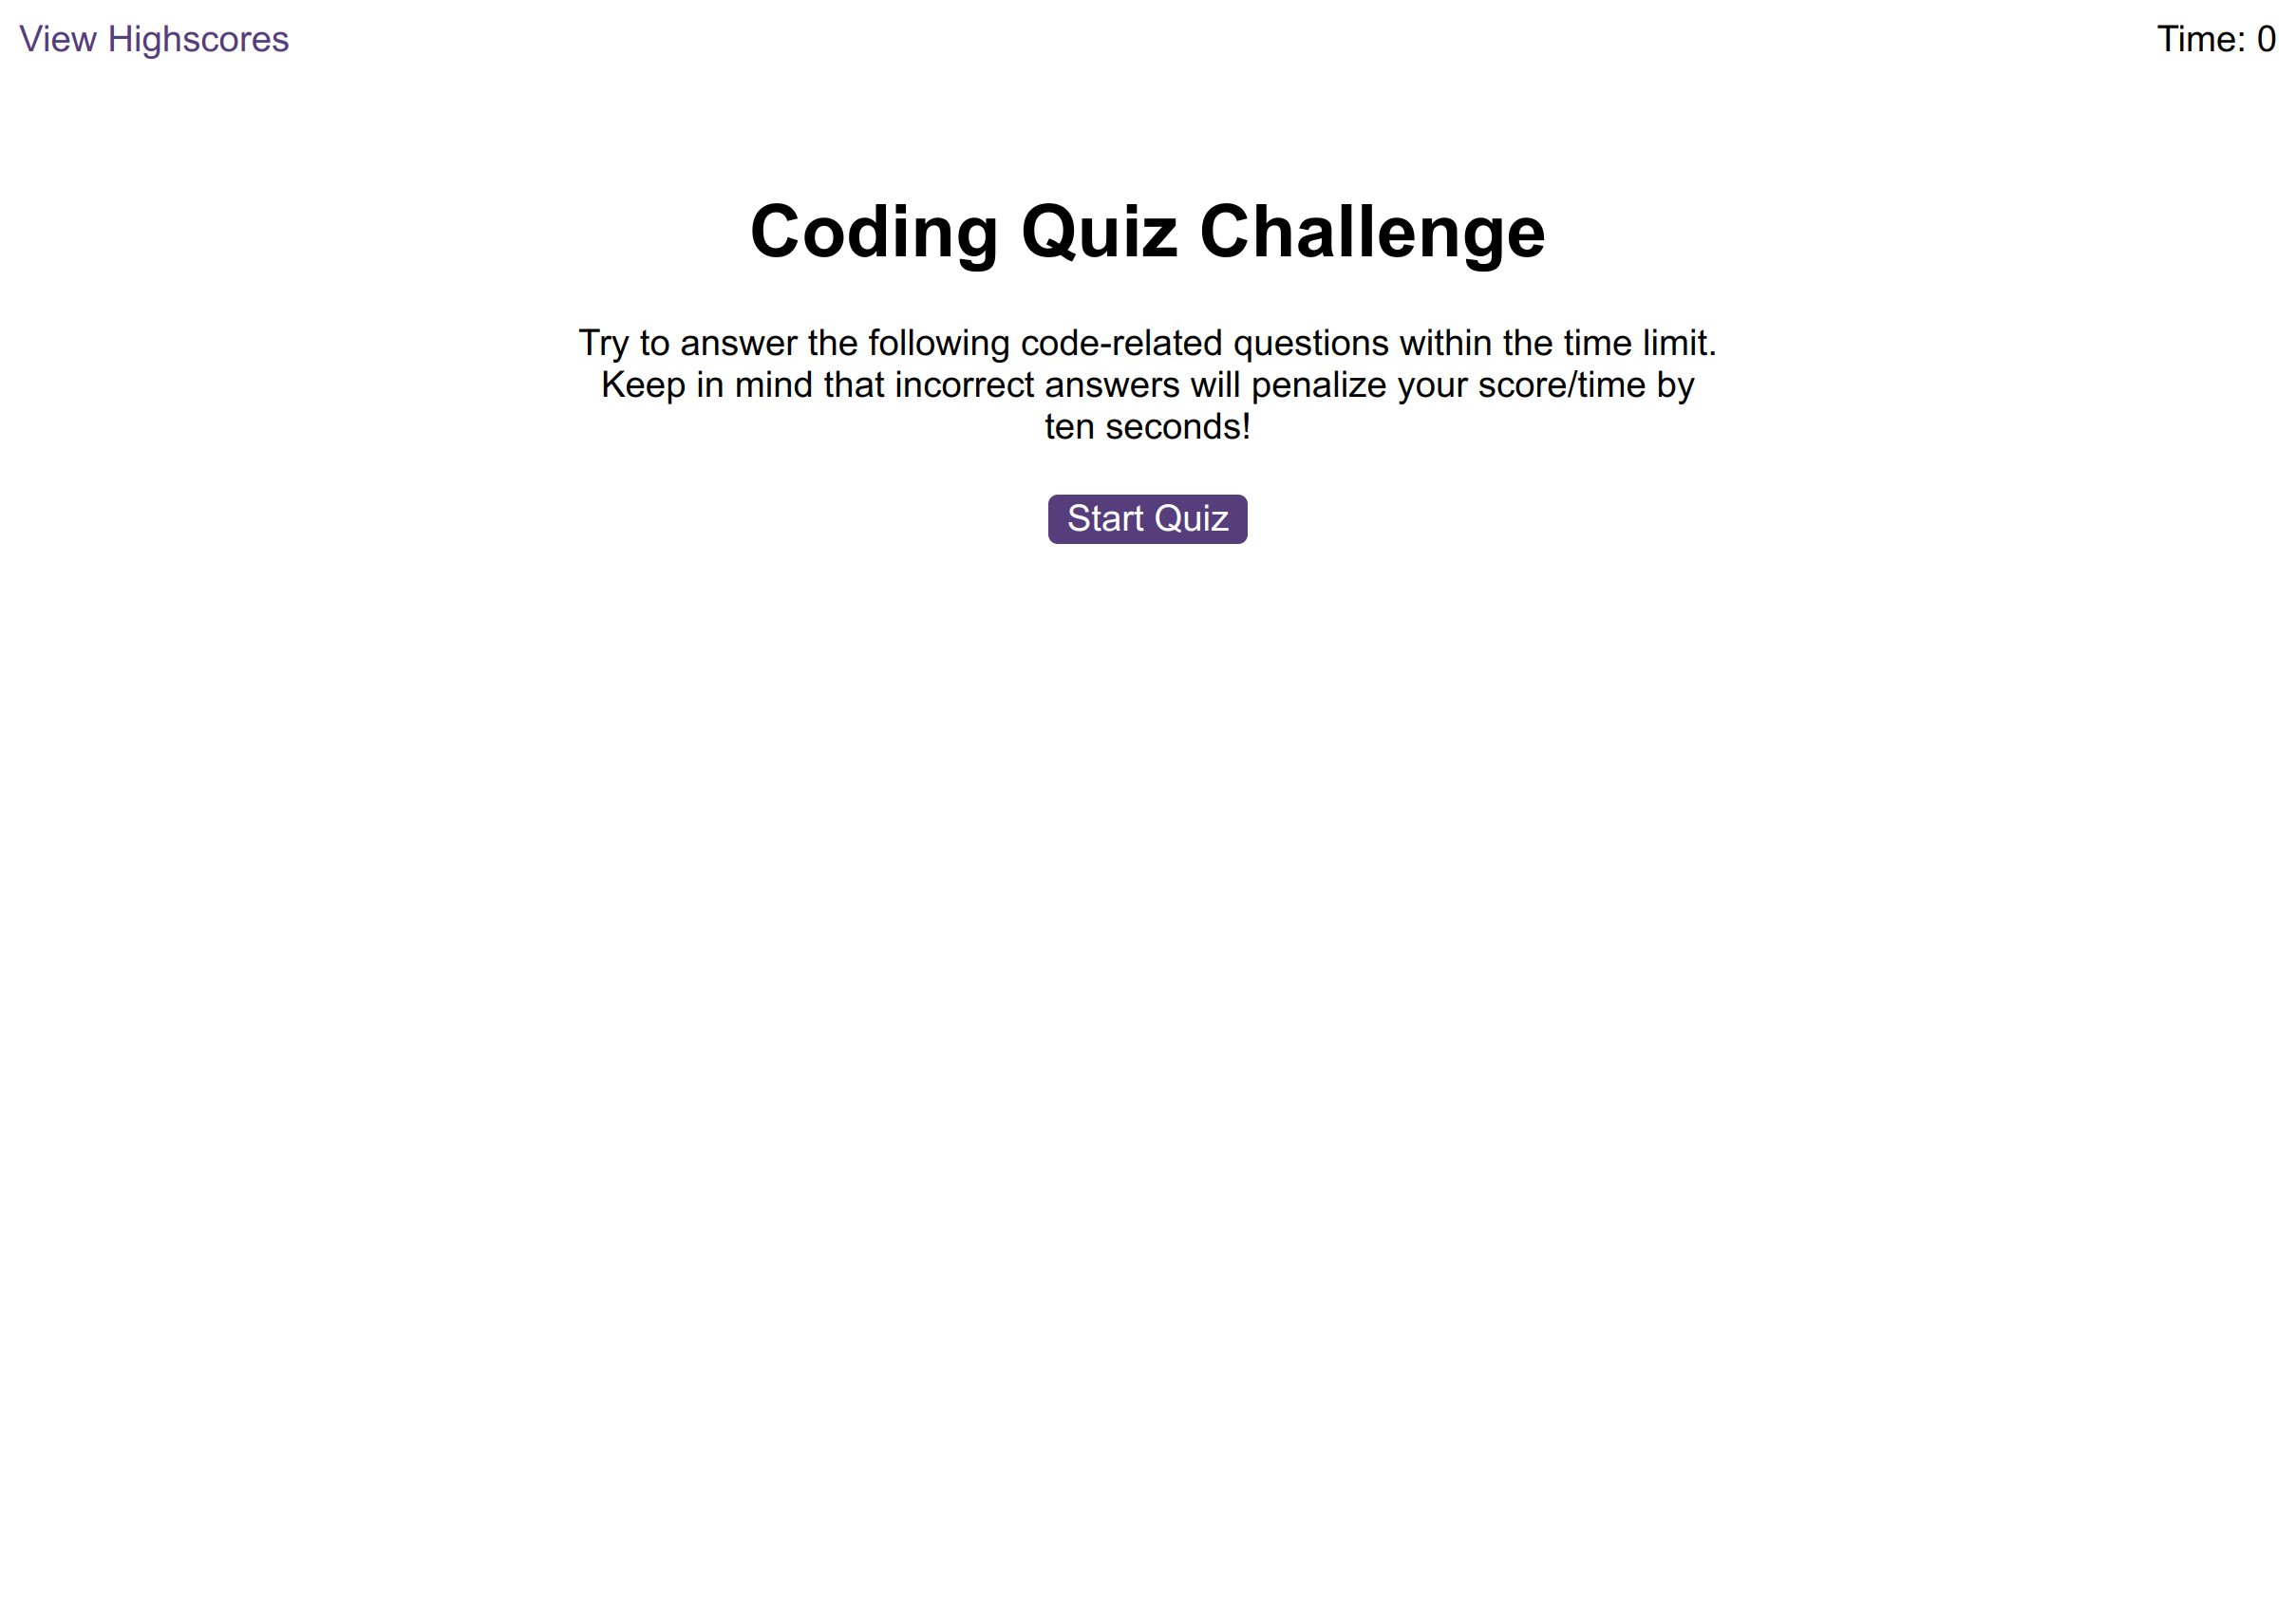 View Highscores
Time: 0
Coding Quiz Challenge
Try to answer the following code-related questions within the time limit.
Keep in mind that incorrect answers will penalize your score/time by
ten seconds!
Start Quiz